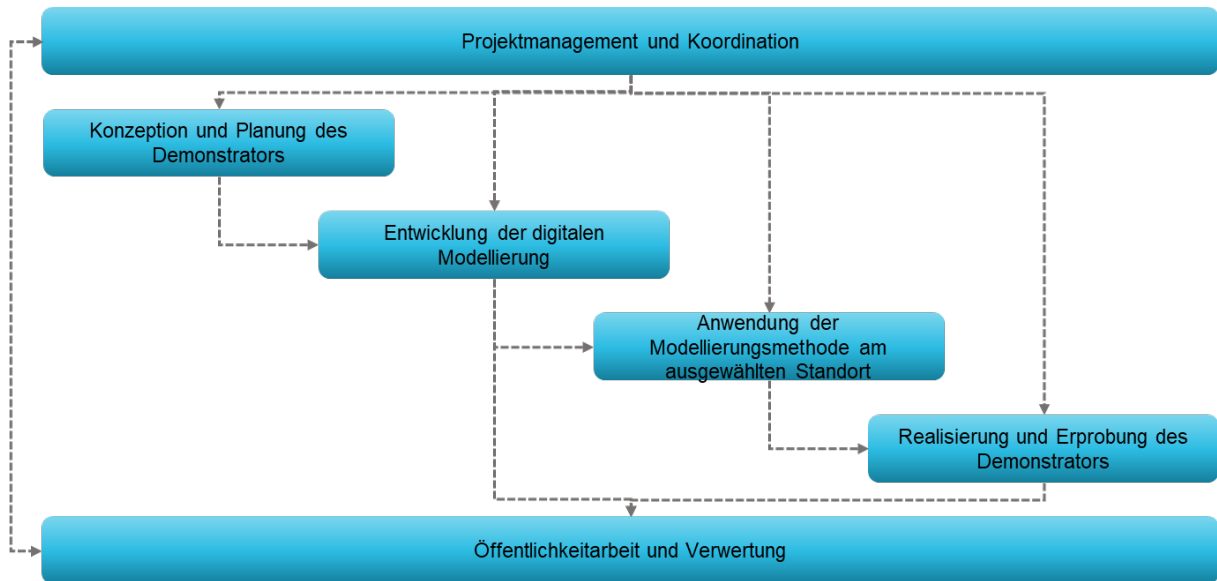 Projektmanagement und Koordination
Konzeption und Planung des
Demonstrators
Entwicklung der digitalen
Modellierung
Anwendung der
Modellierungsmethode am
ausgewählten Standort
Realisierung und Erprobung des
Demonstrators
Öffentlichkeitarbeit und Verwertung